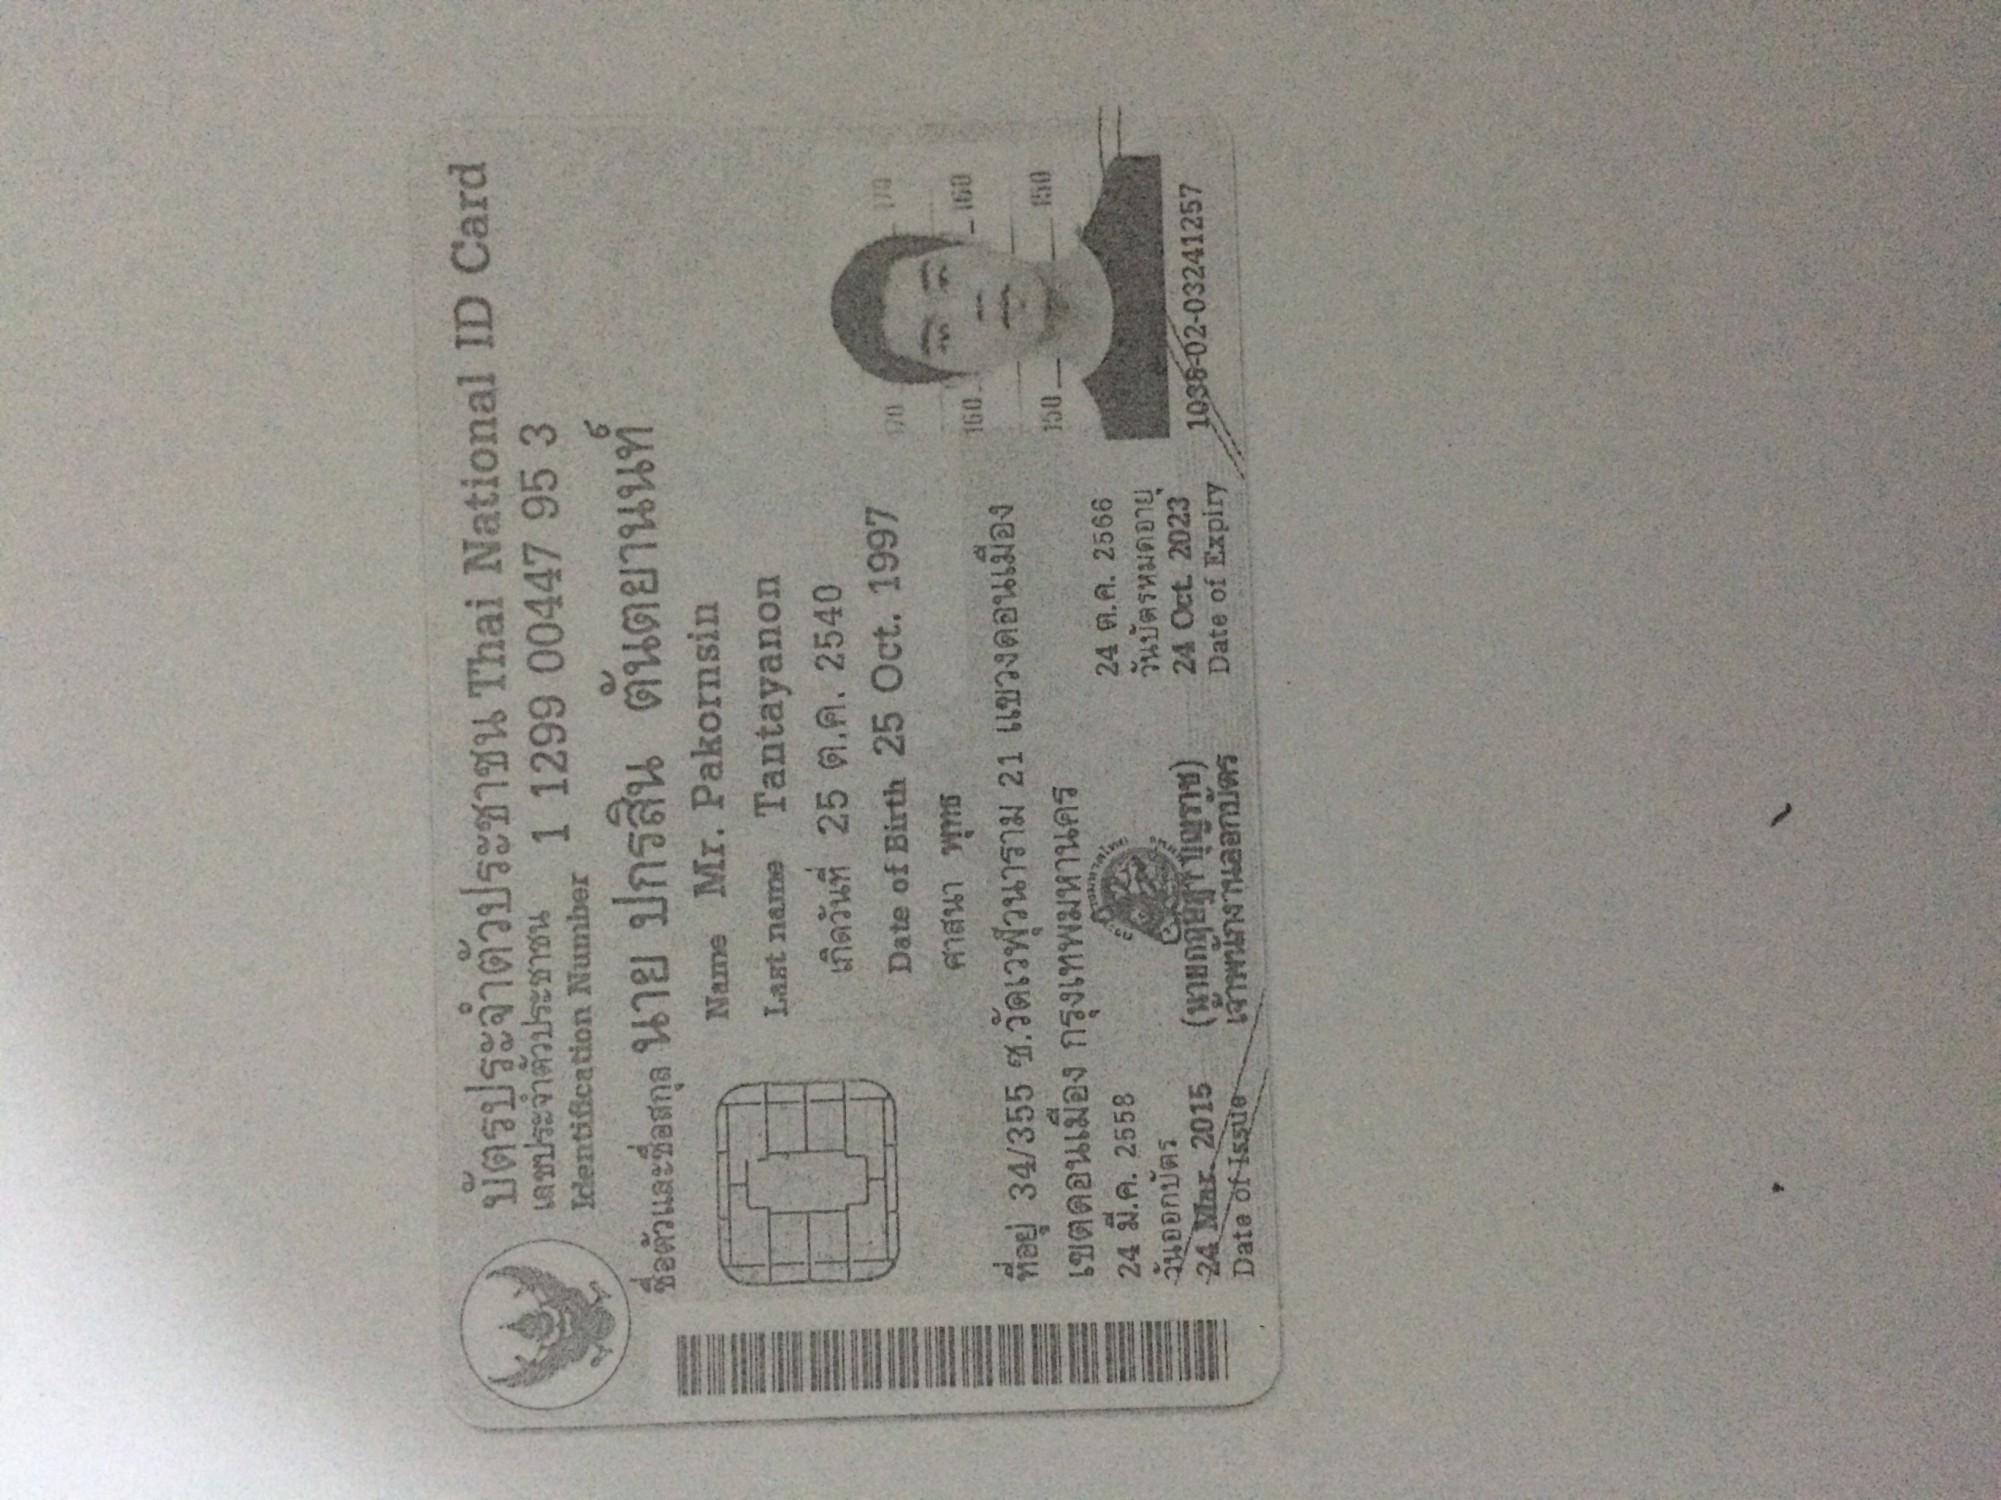 บัตรประจำตัวประชาชน Thai National ID Card
เลขประจำตัวประชาชน 1 1299 00447 95 3
Identification Number
ชื่อตัวและชื่อสกุล นาย ปกรสิน ตันตยานนท์
Name Mr. Pakornsin
Last name Tantayanon
เกิดวันที่ 25 ต.ค. 2540
Date of Birth 25 Oct. 1997
ศาสนา พุทธ
ที่อยู่ 34/355 ซ.วัดเวฬุวนาราม 21 แขวงดอนเมือง
เขตดอนเมือง กรุงเทพมหานคร
24 มี.ค. 2558
วันออกบัตร
24 Mar. 2015
Date of Issue
(นายกฤษฎา บุญราช)
เจ้าพนักงานออกบัตร
24 ต.ค. 2566
วันบัตรหมดอายุ
24 Oct. 2023
Date of Expiry
170 170
160 160
150 150
1036-02-03241257